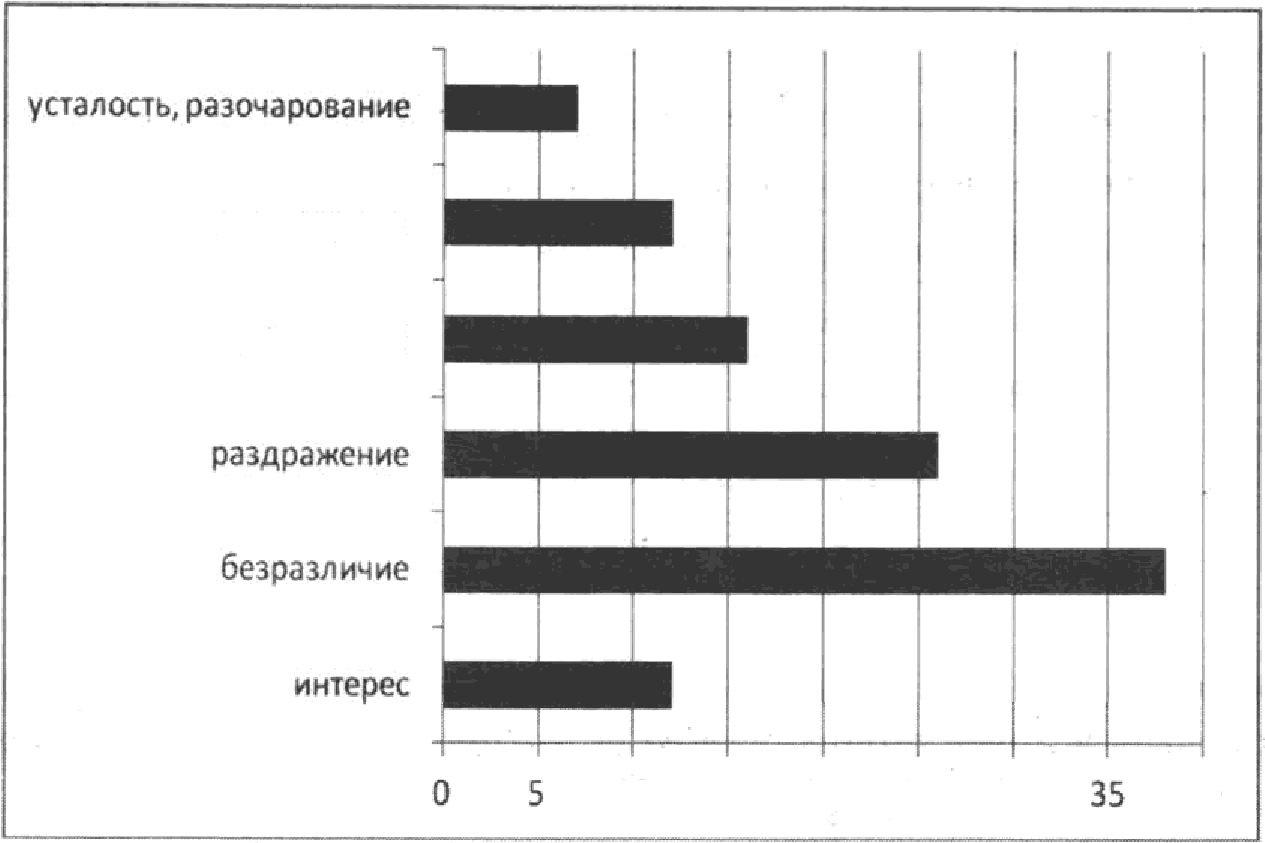 усталость, разочарование
раздражение
безразличие
интерес
0 5 35